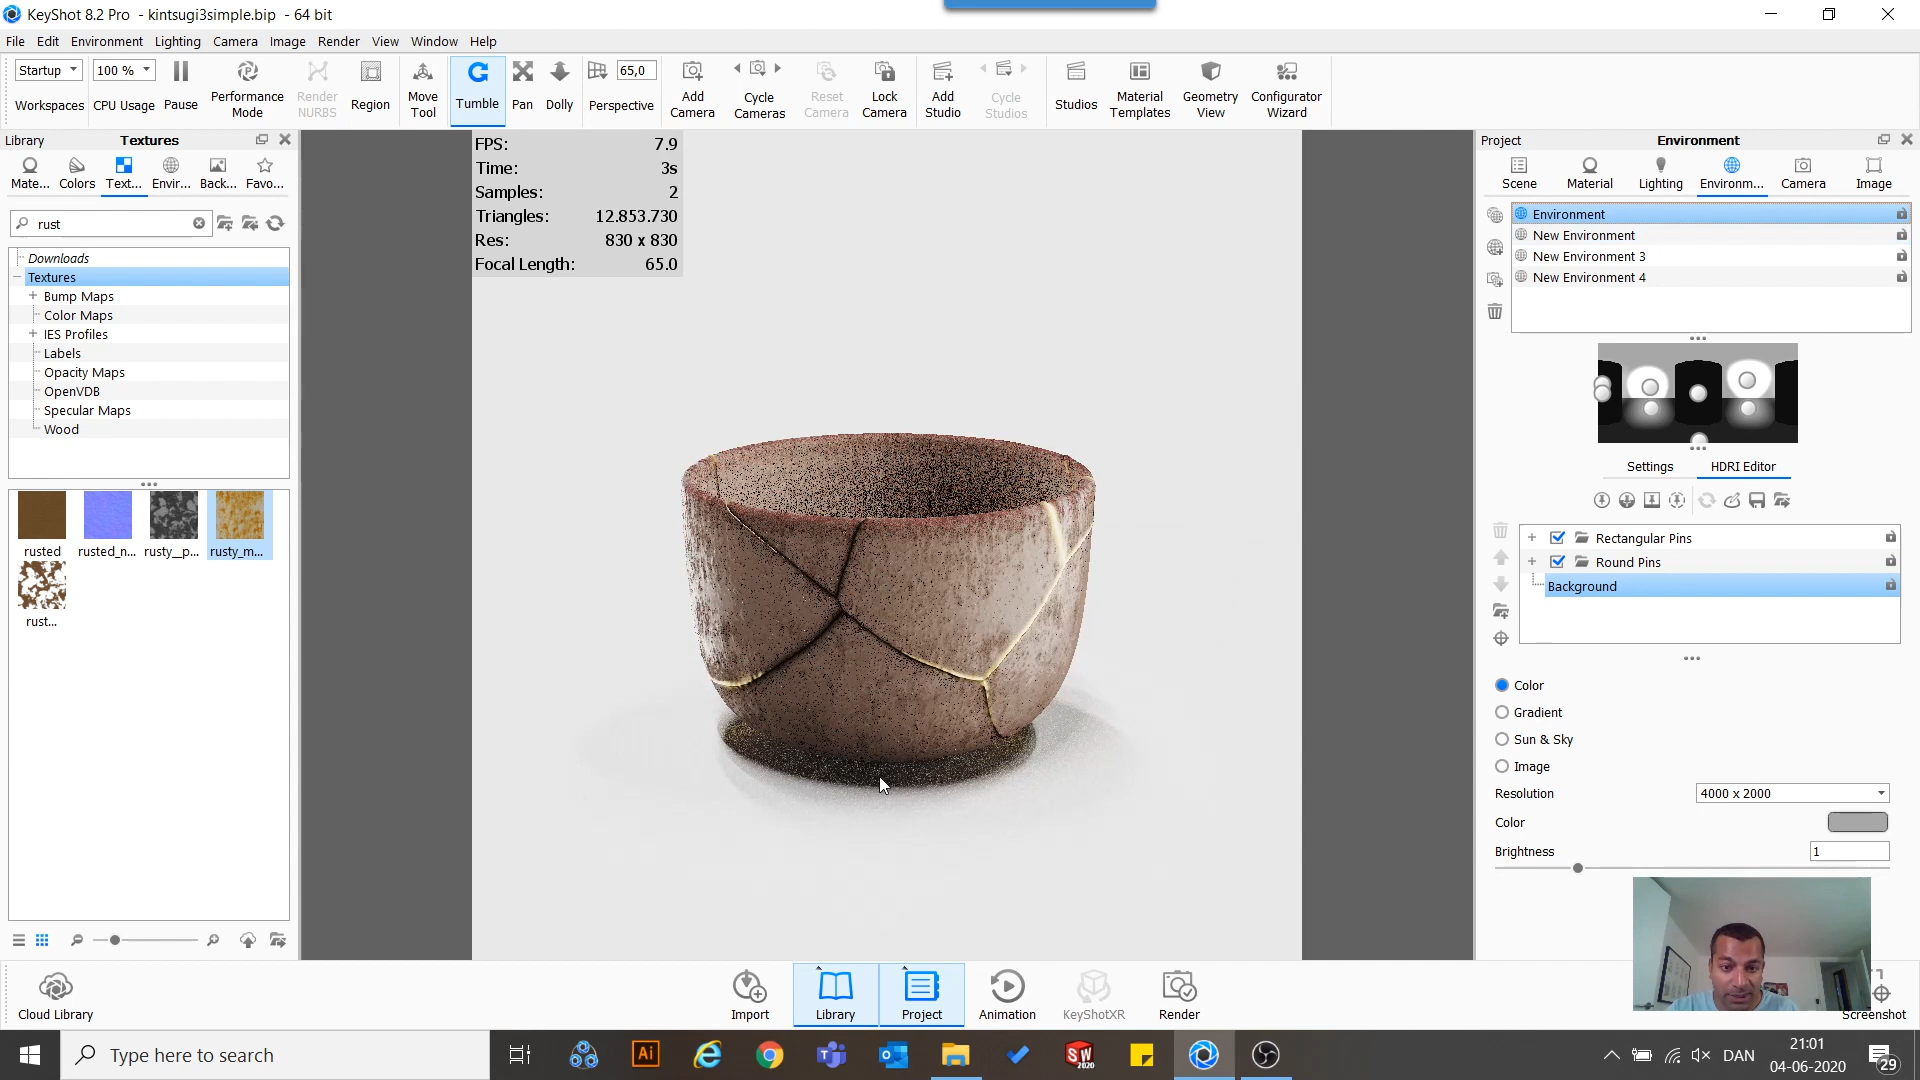 KeyShot 8.2 Pro - kintsugi3simple.bip - 64 bit
File Edit Environment Lighting Camera Image Render View Window Help
Startup
100 %
65,0
Workspaces
CPU Usage
Pause
Performance Mode
Render NURBS
Region
Move Tool
Tumble
Pan
Dolly
Perspective
Add Camera
Cycle Cameras
Reset Camera
Lock Camera
Add Studio
Cycle Studios
Studios
Material Templates
Geometry View
Configurator Wizard
Library
Textures
Mate...
Colors
Text...
Envir...
Back...
Favo...
rust
Downloads
Textures
Bump Maps
Color Maps
IES Profiles
Labels
Opacity Maps
OpenVDB
Specular Maps
Wood
rusted
rusted_n...
rusty__p...
rusty_m...
rust...
FPS: 7.9
Time: 3s
Samples: 2
Triangles: 12.853.730
Res: 830 x 830
Focal Length: 65.0
Project
Environment
Scene
Material
Lighting
Environm...
Camera
Image
Environment
New Environment
New Environment 3
New Environment 4
Settings
HDRI Editor
Rectangular Pins
Round Pins
Background
Color
Gradient
Sun & Sky
Image
Resolution 4000 x 2000
Color
Brightness 1
Cloud Library
Import
Library
Project
Animation
KeyShotXR
Render
Screenshot
Type here to search
Ai
SW
2020
DAN
21:01
04-06-2020
29